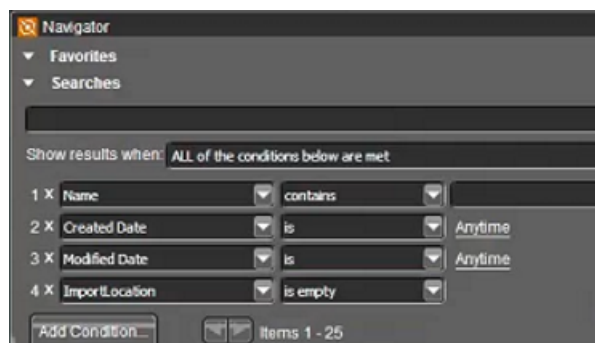 Navigator
Favorites
Searches
Show results when: ALL of the conditions below are met
1 X Name contains
2 X Created Date is Anytime
3 X Modified Date is Anytime
4 X ImportLocation is empty
Add Condition... Items 1 - 25